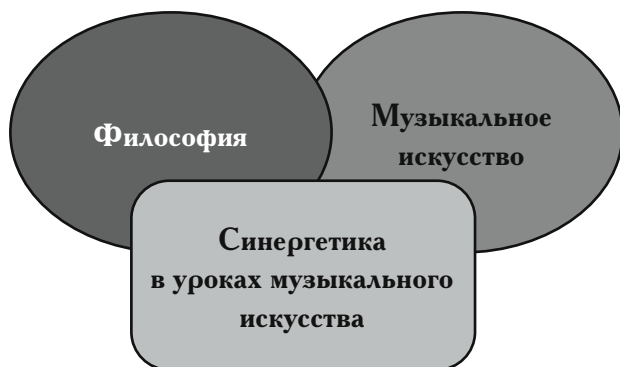 Философия
Музыкальное
искусство
Синергетика
в уроках музыкального
искусства